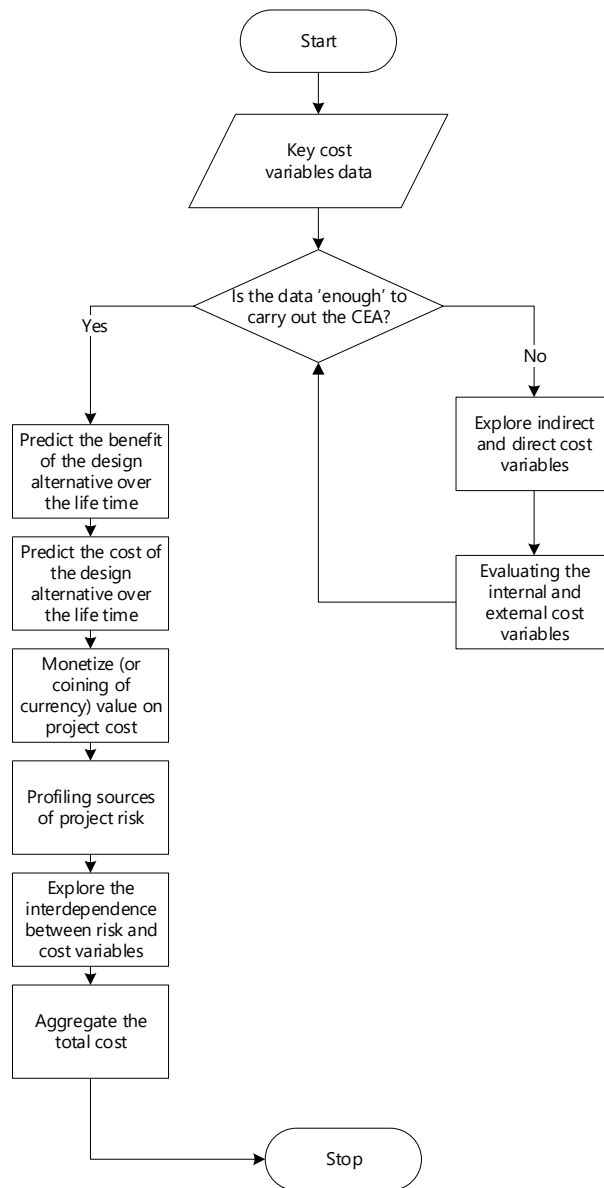 Start
Key cost
variables data
Is the data ‘enough’ to
carry out the CEA?
Yes
No
Predict the benefit
of the design
alternative over
the life time
Explore indirect
and direct cost
variables
Predict the cost of
the design
alternative over
the life time
Evaluating the
internal and
external cost
variables
Monetize (or
coining of
currency) value on
project cost
Profiling sources
of project risk
Explore the
interdependence
between risk and
cost variables
Aggregate the
total cost
Stop